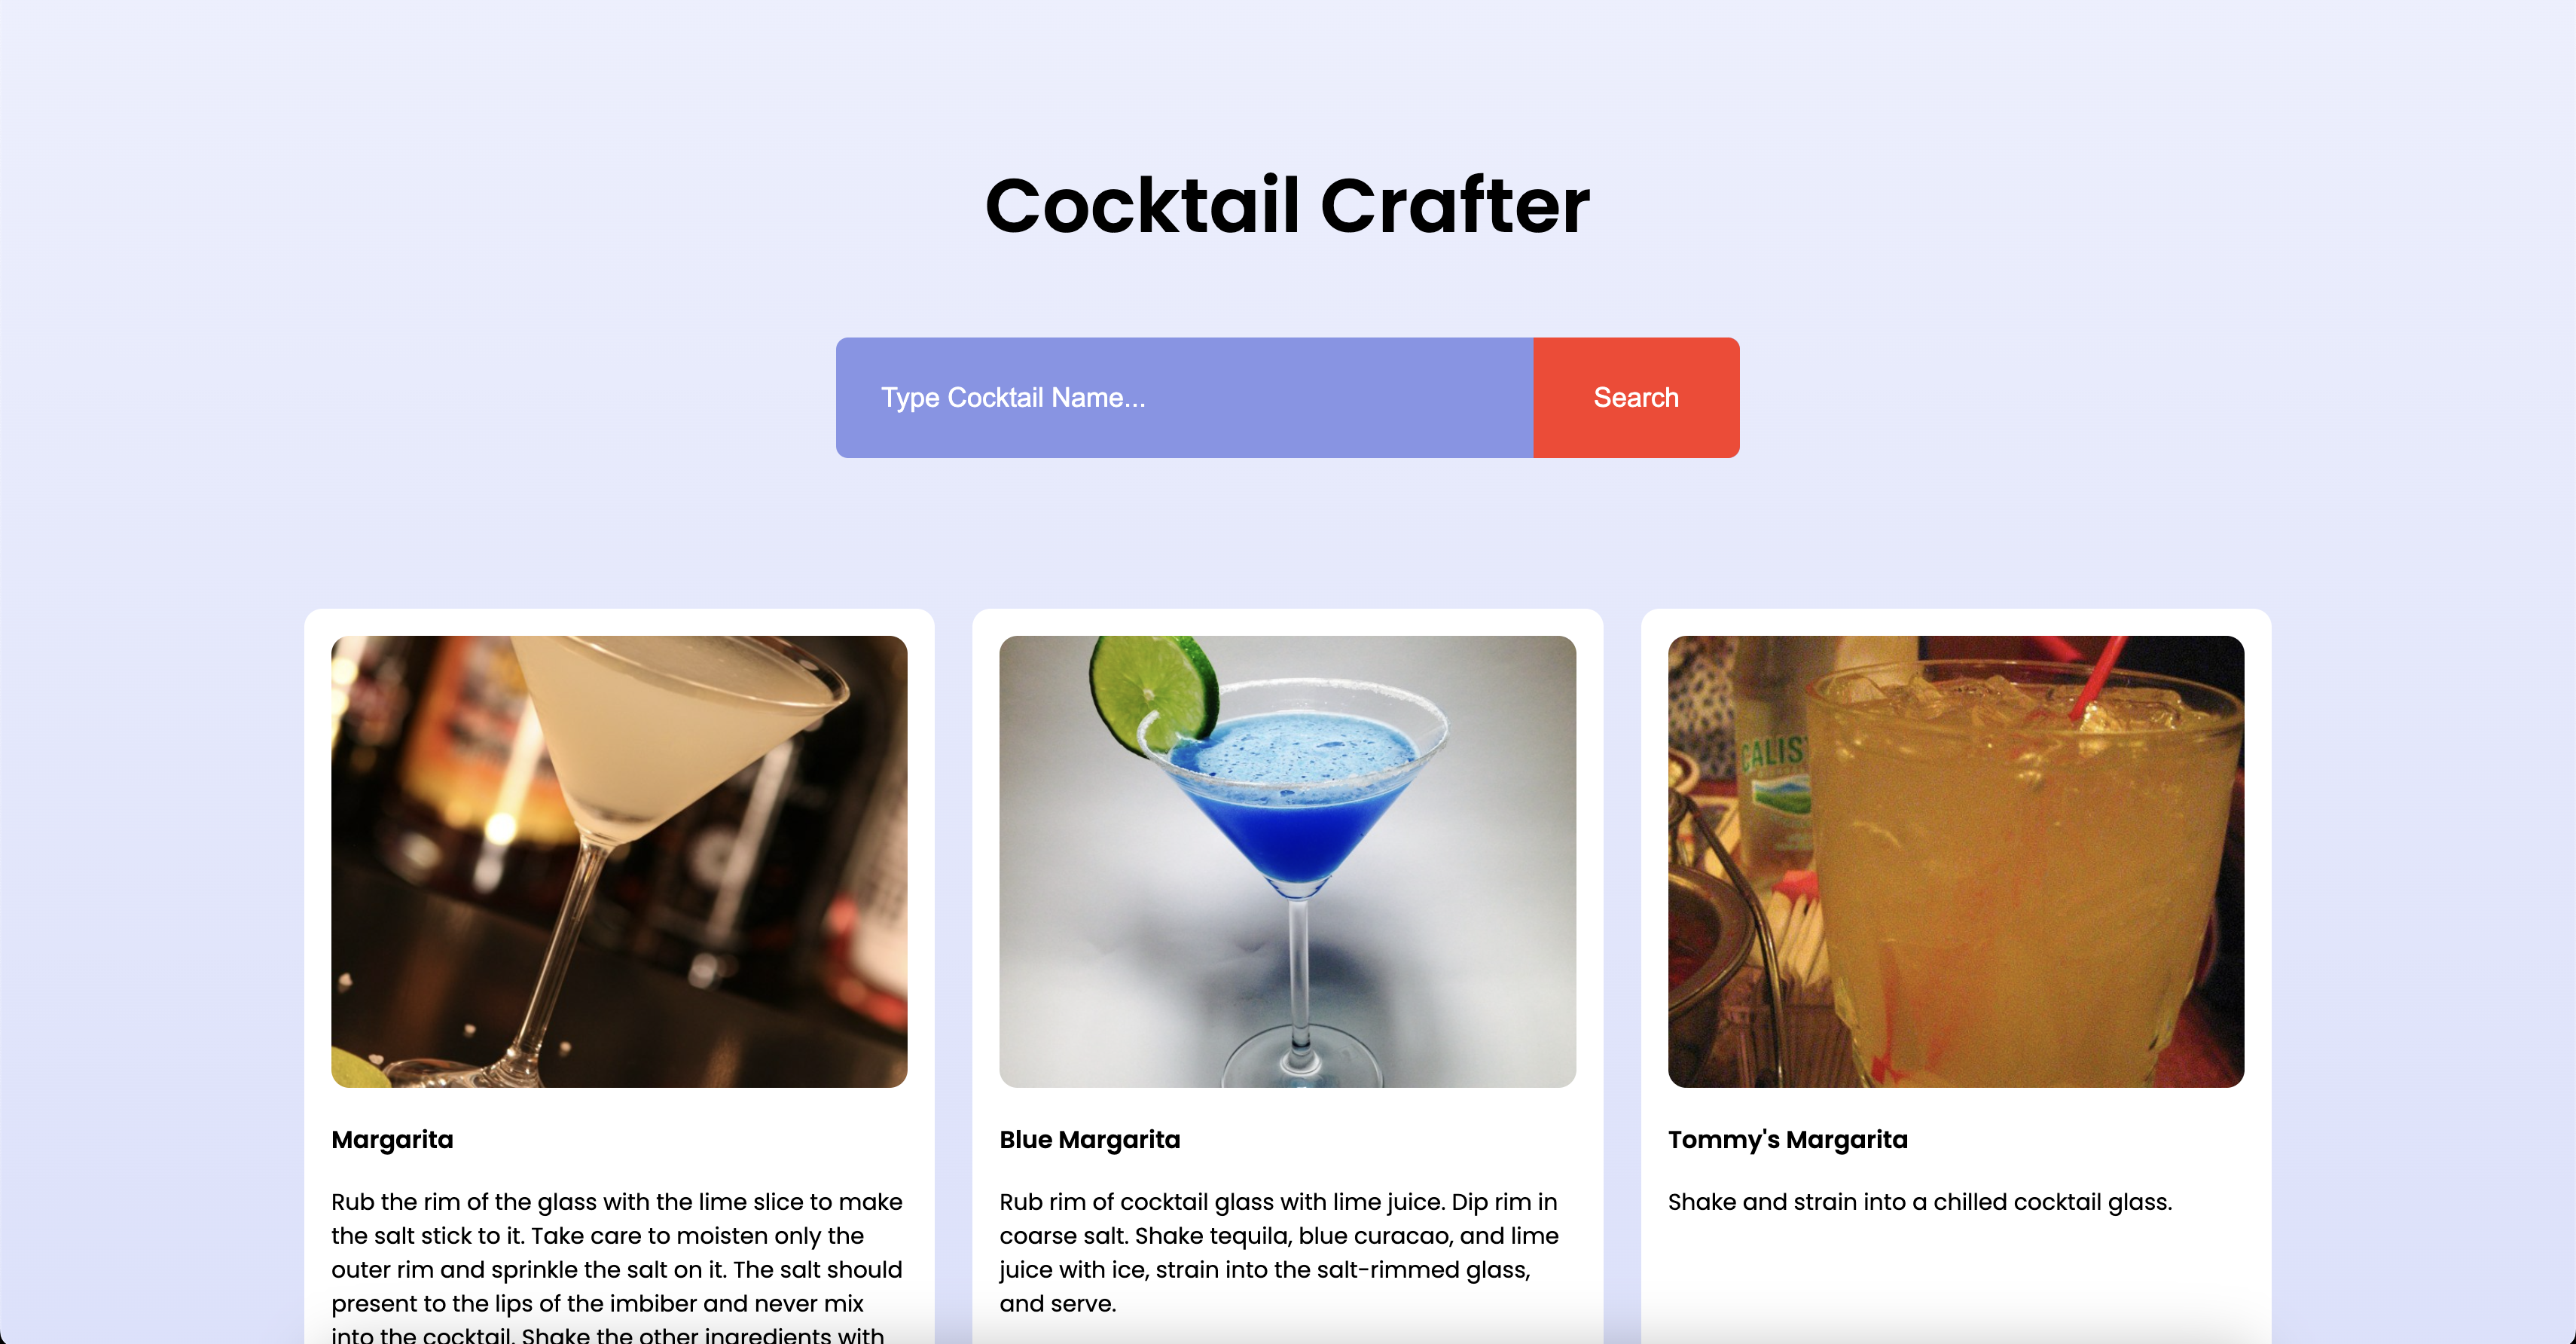 Cocktail Crafter
Type Cocktail Name...
Search
CALIS
Margarita
Rub the rim of the glass with the lime slice to make
the salt stick to it. Take care to moisten only the
outer rim and sprinkle the salt on it. The salt should
present to the lips of the imbiber and never mix
into the cocktail. Shake the other ingredients with
Blue Margarita
Rub rim of cocktail glass with lime juice. Dip rim in
coarse salt. Shake tequila, blue curacao, and lime
juice with ice, strain into the salt-rimmed glass,
and serve.
Tommy's Margarita
Shake and strain into a chilled cocktail glass.